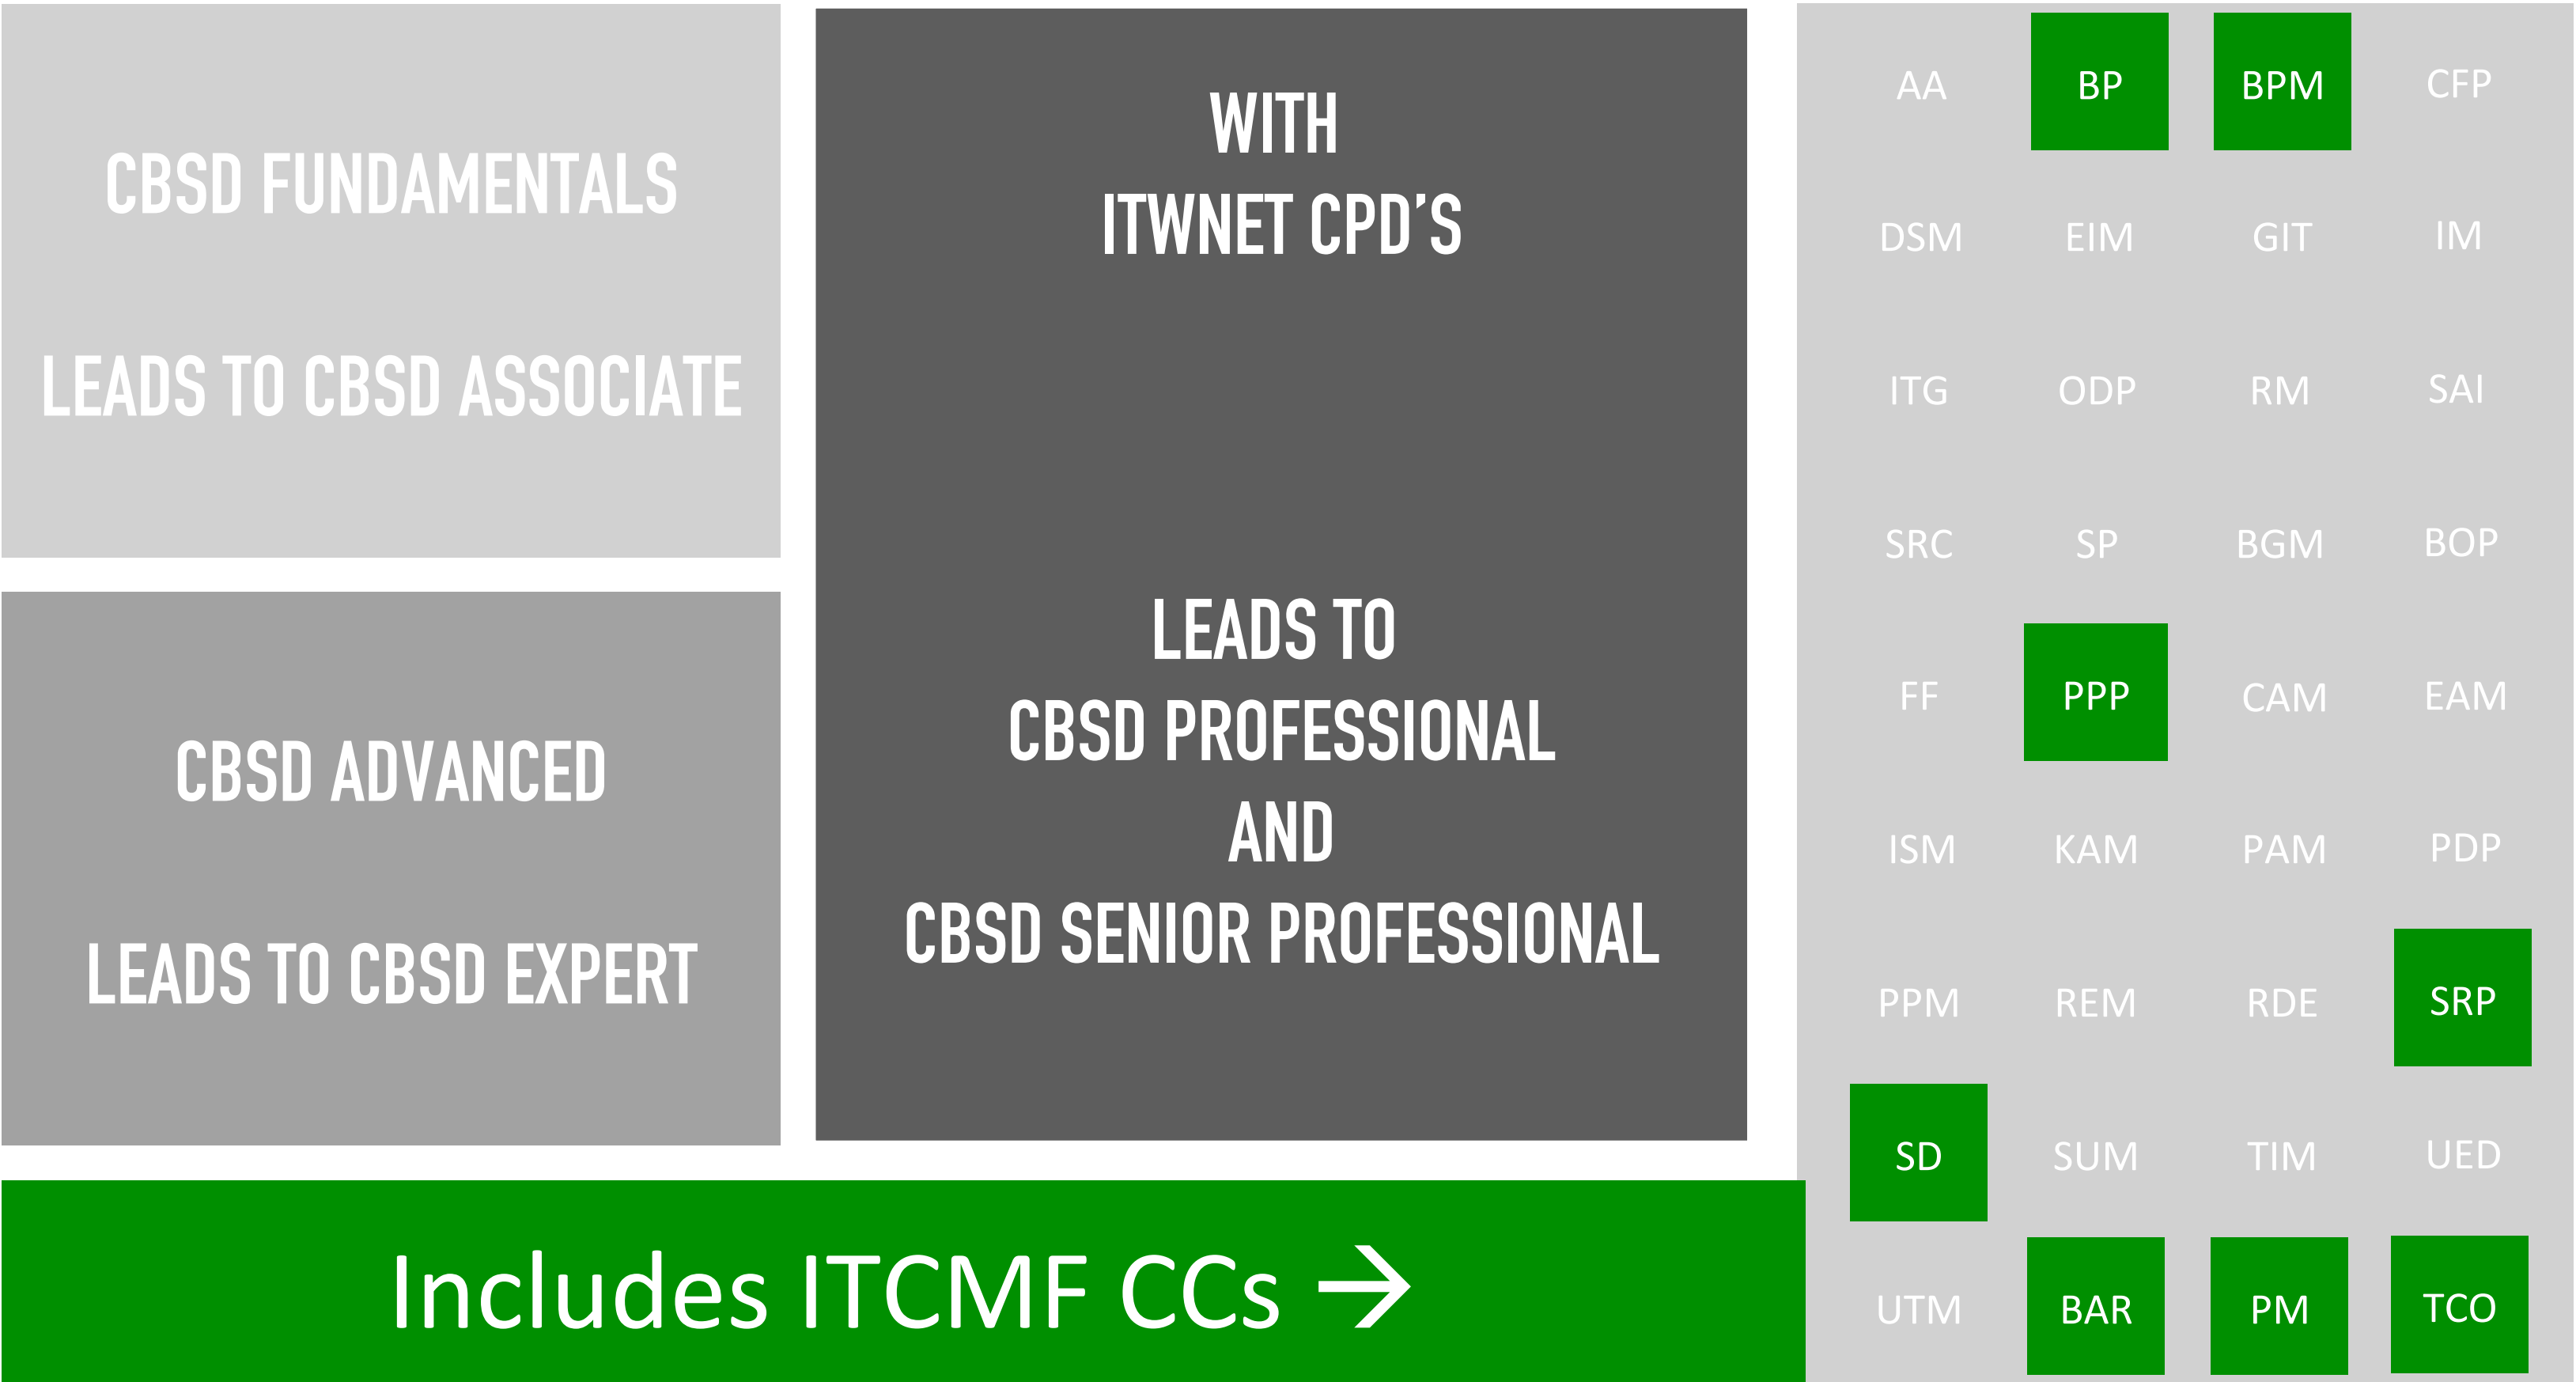 CBSD FUNDAMENTALS
LEADS TO CBSD ASSOCIATE
CBSD ADVANCED
LEADS TO CBSD EXPERT
WITH
ITWNET CPD'S
LEADS TO
CBSD PROFESSIONAL
AND
CBSD SENIOR PROFESSIONAL
Includes ITCMF CCs →
AA BP BPM CFP
DSM EIM GIT IM
ITG ODP RM SAI
SRC SP BGM BOP
FF PPP CAM EAM
ISM KAM PAM PDP
PPM REM RDE SRP
SD SUM TIM UED
UTM BAR PM TCO